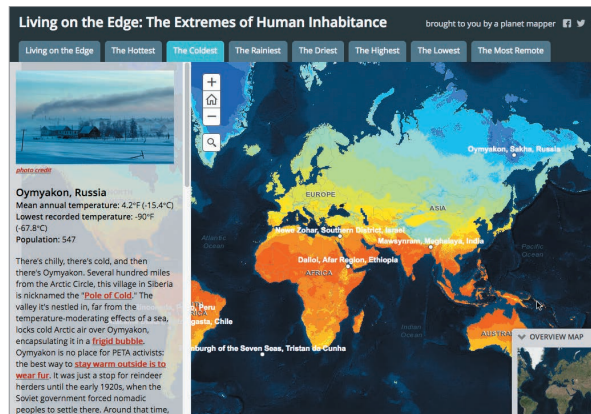 Living on the Edge: The Extremes of Human Inhabitance
brought to you by a planet mapper
Living on the Edge
The Hottest
The Coldest
The Rainiest
The Driest
The Highest
The Lowest
The Most Remote
photo credit
Oymyakon, Russia
Mean annual temperature: 4.2°F (-15.4°C)
Lowest recorded temperature: -90°F
(-67.8°C)
Population: 547
There's chilly, there's cold, and then
there's Oymyakon. Several hundred miles
from the Arctic Circle, this village in Siberia
is nicknamed the "Pole of Cold." The
valley it's nestled in, far from the
temperature-moderating effects of a sea,
locks cold Arctic air over Oymyakon,
encapsulating it in a frigid bubble.
Oymyakon is no place for PETA activists:
the best way to stay warm outside is to
wear fur. It was just a stop for reindeer
herders until the early 1920s, when the
Soviet government forced nomadic
peoples to settle there. Around that time,
Oymyakon, Sakha, Russia
EUROPE
ASIA
Atlantic
Ocean
Neve Zohar, Southern District, Israel
Mawsynram, Meghalaya, India
Pacific
Ocean
Dallol, Afar Region, Ethiopia
AFRICA
Peru
Chile
Indian
Ocean
AUSTRA
burgh of the Seven Seas, Tristan da Cunha
OVERVIEW MAP